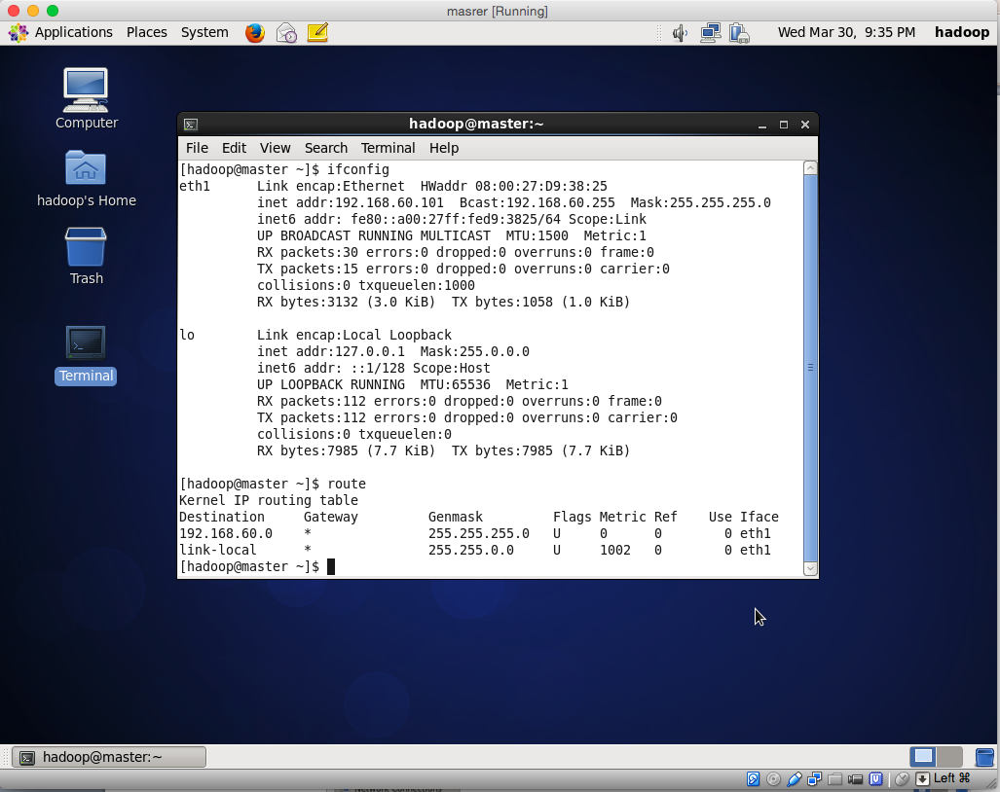 masrer [Running]
Applications Places System Wed Mar 30, 9:35 PM hadoop
Computer
hadoop's Home
Trash
Terminal
hadoop@master:~
File Edit View Search Terminal Help
[hadoop@master ~]$ ifconfig
eth1      Link encap:Ethernet  HWaddr 08:00:27:D9:38:25
          inet addr:192.168.60.101  Bcast:192.168.60.255  Mask:255.255.255.0
          inet6 addr: fe80::a00:27ff:fed9:3825/64 Scope:Link
          UP BROADCAST RUNNING MULTICAST  MTU:1500  Metric:1
          RX packets:30 errors:0 dropped:0 overruns:0 frame:0
          TX packets:15 errors:0 dropped:0 overruns:0 carrier:0
          collisions:0 txqueuelen:1000
          RX bytes:3132 (3.0 KiB)  TX bytes:1058 (1.0 KiB)
lo        Link encap:Local Loopback
          inet addr:127.0.0.1  Mask:255.0.0.0
          inet6 addr: ::1/128 Scope:Host
          UP LOOPBACK RUNNING  MTU:65536  Metric:1
          RX packets:112 errors:0 dropped:0 overruns:0 frame:0
          TX packets:112 errors:0 dropped:0 overruns:0 carrier:0
          collisions:0 txqueuelen:0
          RX bytes:7985 (7.7 KiB)  TX bytes:7985 (7.7 KiB)
[hadoop@master ~]$ route
Kernel IP routing table
Destination     Gateway         Genmask         Flags Metric Ref    Use Iface
192.168.60.0    *               255.255.255.0   U     0      0        0 eth1
link-local      *               255.255.0.0     U     1002   0        0 eth1
[hadoop@master ~]$
hadoop@master:~
Left ⌘